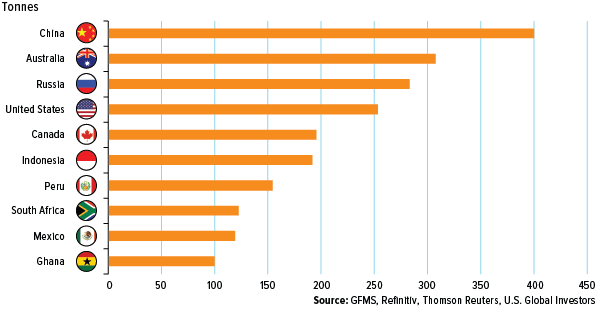 Tonnes
China
Australia
Russia
United States
Canada
Indonesia
Peru
South Africa
Mexico
Ghana
0 50 100 150 200 250 300 350 400 450
Source: GFMS, Refinitiv, Thomson Reuters, U.S. Global Investors